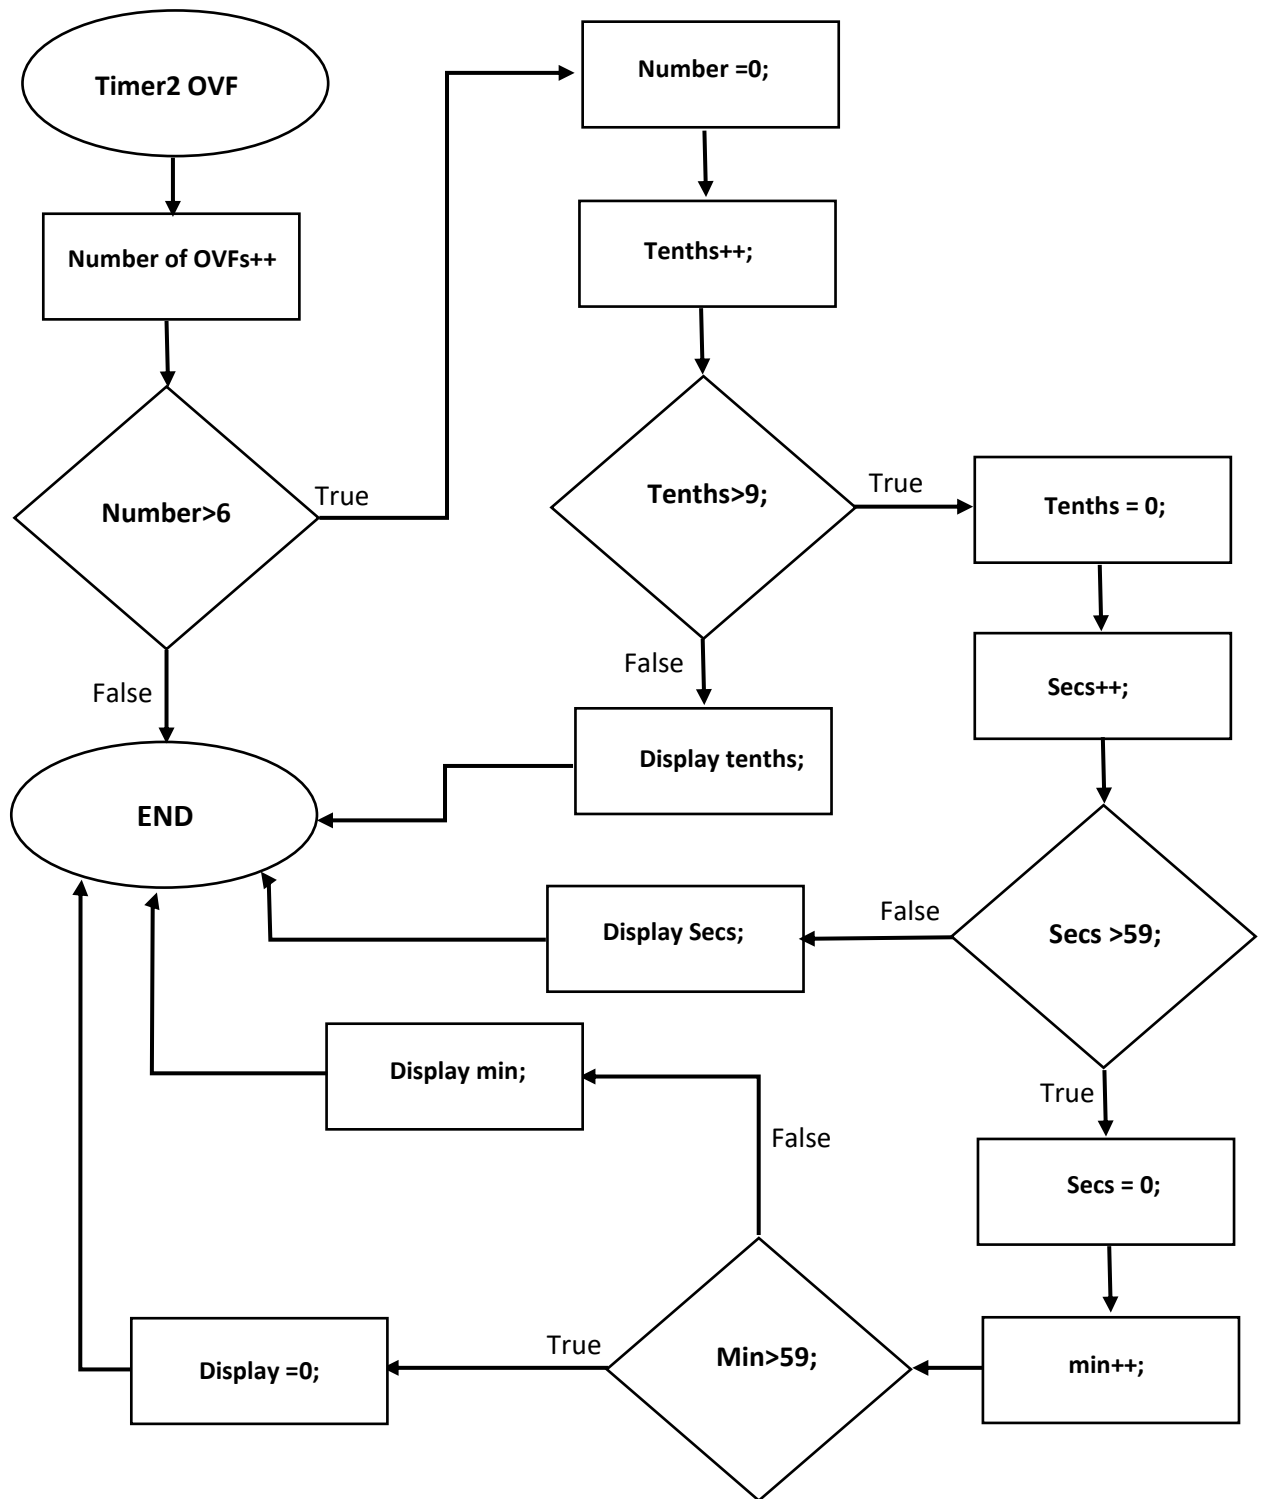 Timer2 OVF
Number of OVFs++
Number>6
True
False
END
Number =0;
Tenths++;
Tenths>9;
True
False
Display tenths;
Tenths = 0;
Secs++;
Secs >59;
False
Display Secs;
True
Secs = 0;
min++;
Min>59;
False
Display min;
True
Display =0;